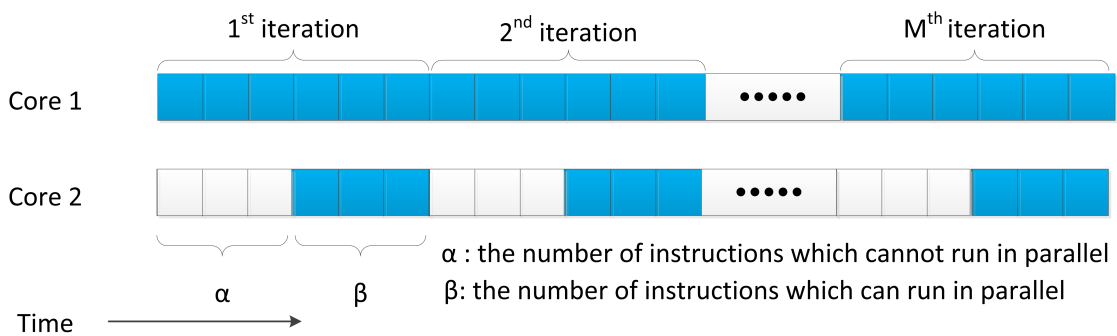 1st iteration
2nd iteration
Mth iteration
Core 1
•••••
Core 2
•••••
α : the number of instructions which cannot run in parallel
α
β
β: the number of instructions which can run in parallel
Time